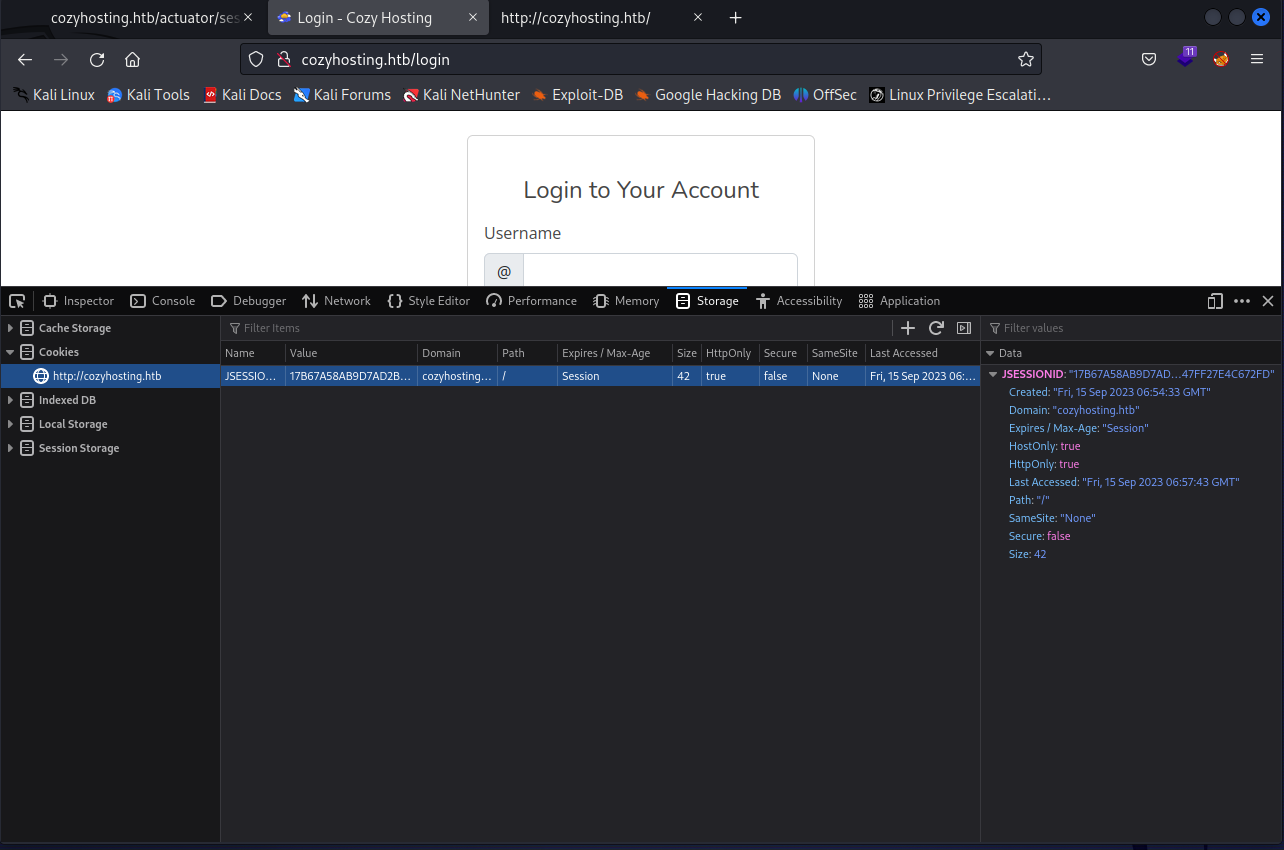 cozyhosting.htb/actuator/ses
Login - Cozy Hosting
http://cozyhosting.htb/
cozyhosting.htb/login
11
Kali Linux Kali Tools Kali Docs Kali Forums Kali NetHunter Exploit-DB Google Hacking DB OffSec Linux Privilege Escalati…
Login to Your Account
Username
@
Inspector Console Debugger Network Style Editor Performance Memory Storage Accessibility Application
Cache Storage
Cookies
http://cozyhosting.htb
Indexed DB
Local Storage
Session Storage
Filter Items
Name Value Domain Path Expires / Max-Age Size HttpOnly Secure SameSite Last Accessed
JSESSIO… 17B67A58AB9D7AD2B… cozyhosting… / Session 42 true false None Fri, 15 Sep 2023 06:…
Filter values
Data
JSESSIONID: "17B67A58AB9D7AD…47FF27E4C672FD"
Created: "Fri, 15 Sep 2023 06:54:33 GMT"
Domain: "cozyhosting.htb"
Expires / Max-Age: "Session"
HostOnly: true
HttpOnly: true
Last Accessed: "Fri, 15 Sep 2023 06:57:43 GMT"
Path: "/"
SameSite: "None"
Secure: false
Size: 42